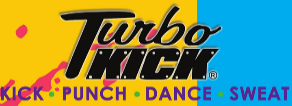 Turbo
KICK®
KICK • PUNCH • DANCE • SWEAT